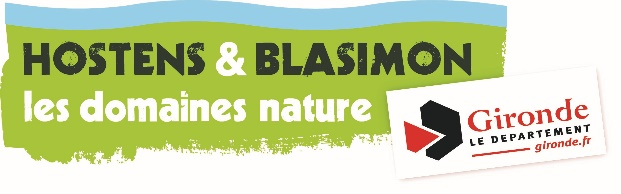 HOSTENS & BLASIMON
les domaines nature
Gironde
LE DEPARTEMENT
gironde.fr